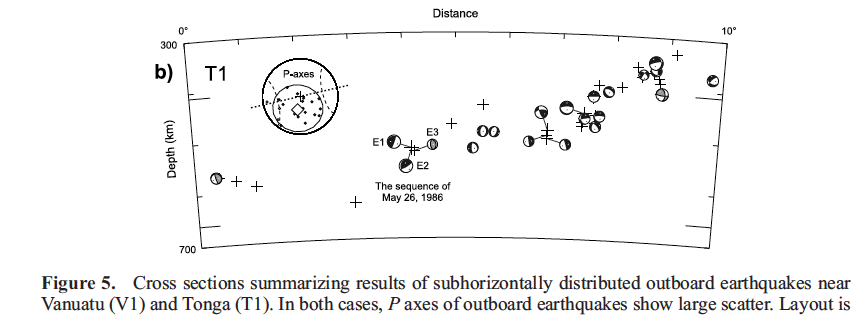 Distance
0°
10°
300
b)
T1
P-axes
Depth (km)
E1
E3
E2
The sequence of
May 26, 1986
700
Figure 5. Cross sections summarizing results of subhorizontally distributed outboard earthquakes near
Vanuatu (V1) and Tonga (T1). In both cases, P axes of outboard earthquakes show large scatter. Layout is